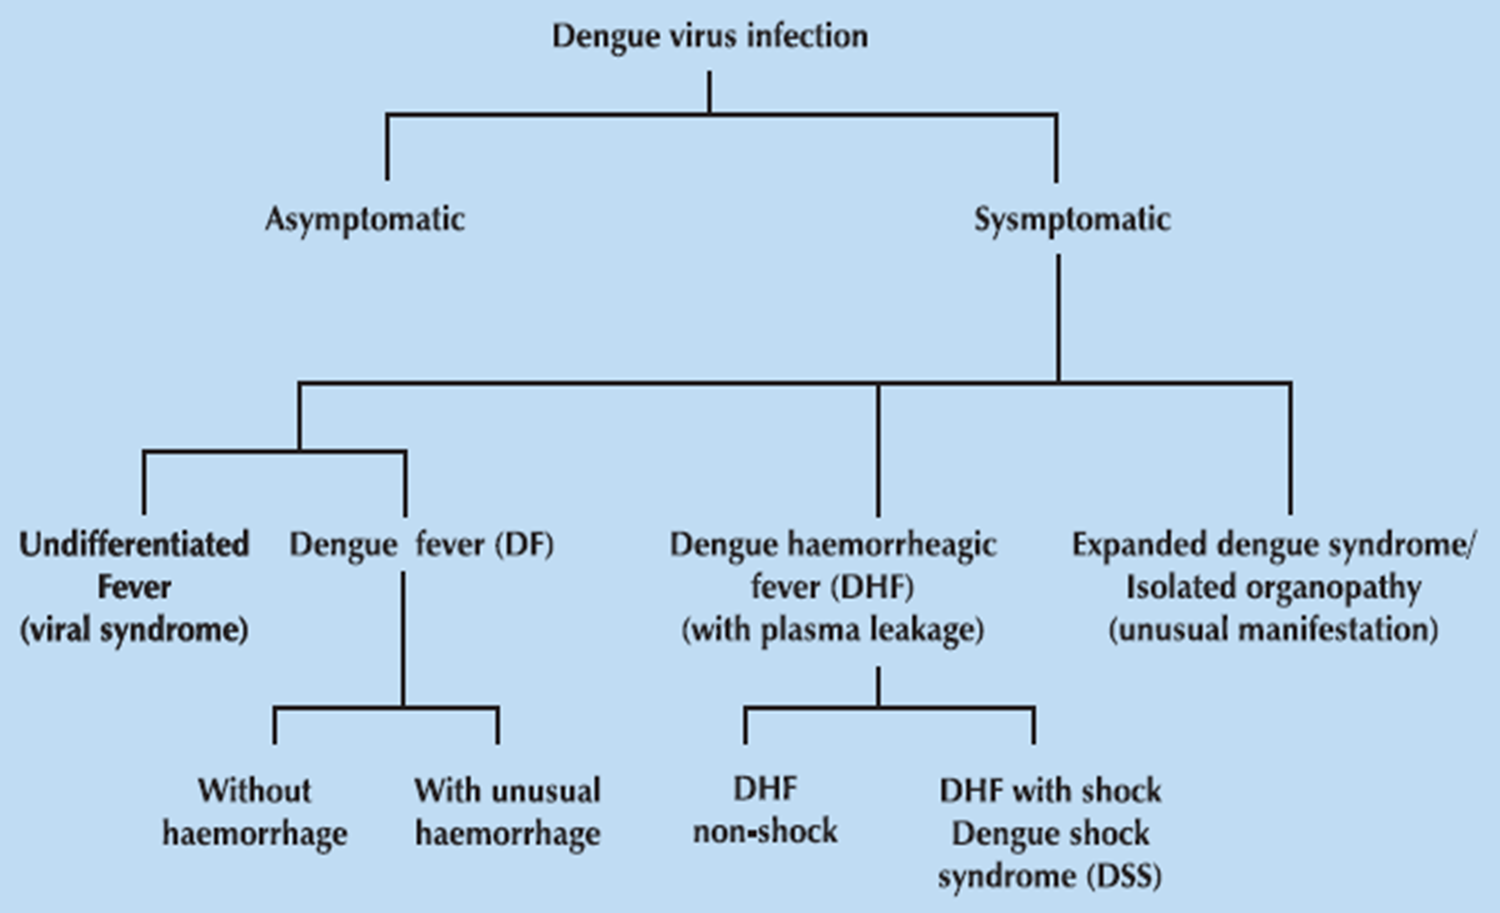 Dengue virus infection
Asymptomatic
Sysmptomatic
Undifferentiated
Fever
(viral syndrome)
Dengue fever (DF)
Dengue haemorrheagic
fever (DHF)
(with plasma leakage)
Expanded dengue syndrome/
Isolated organopathy
(unusual manifestation)
Without
haemorrhage
With unusual
haemorrhage
DHF
non-shock
DHF with shock
Dengue shock
syndrome (DSS)